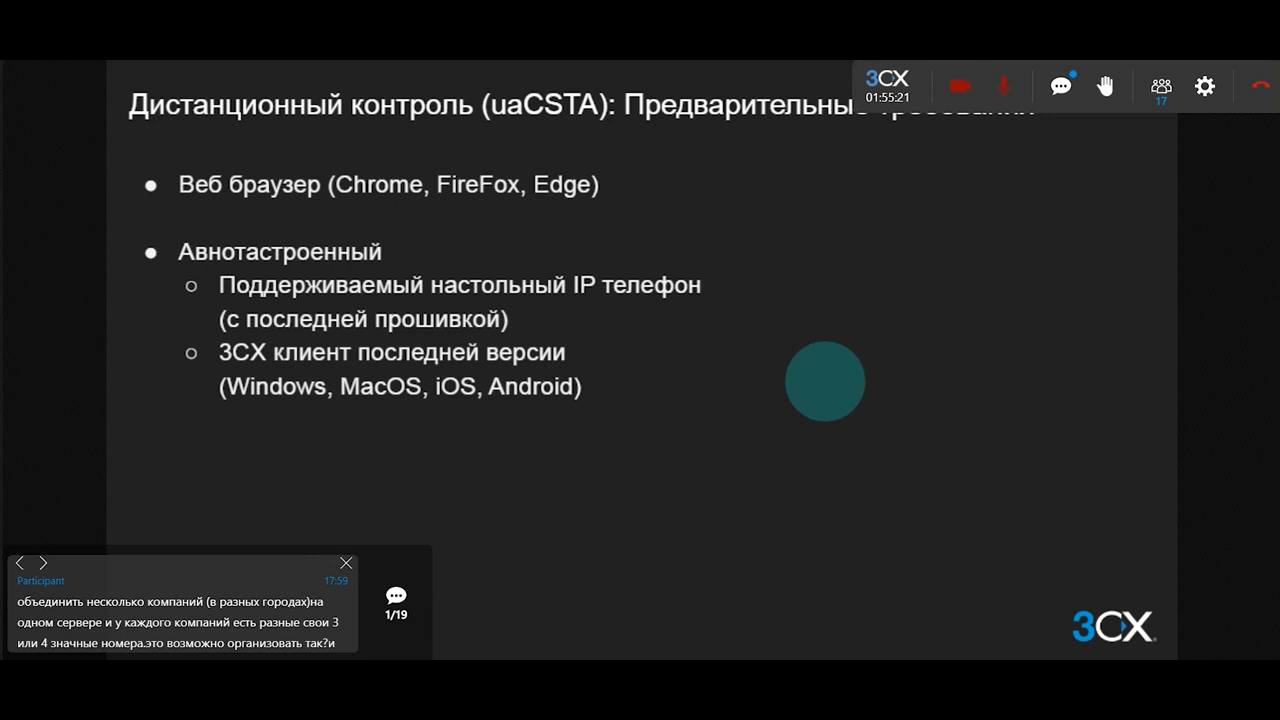 3CX
01:55:21
17
Дистанционный контроль (uaCSTA): Предварительные
Веб браузер (Chrome, FireFox, Edge)
Авнотастроенный
Поддерживаемый настольный IP телефон
(с последней прошивкой)
3CX клиент последней версии
(Windows, MacOS, iOS, Android)
Participant 17:59
объединить несколько компаний (в разных городах)на
одном сервере и у каждого компаний есть разные свои 3
или 4 значные номера.это возможно организовать так?и
1/19
3CX